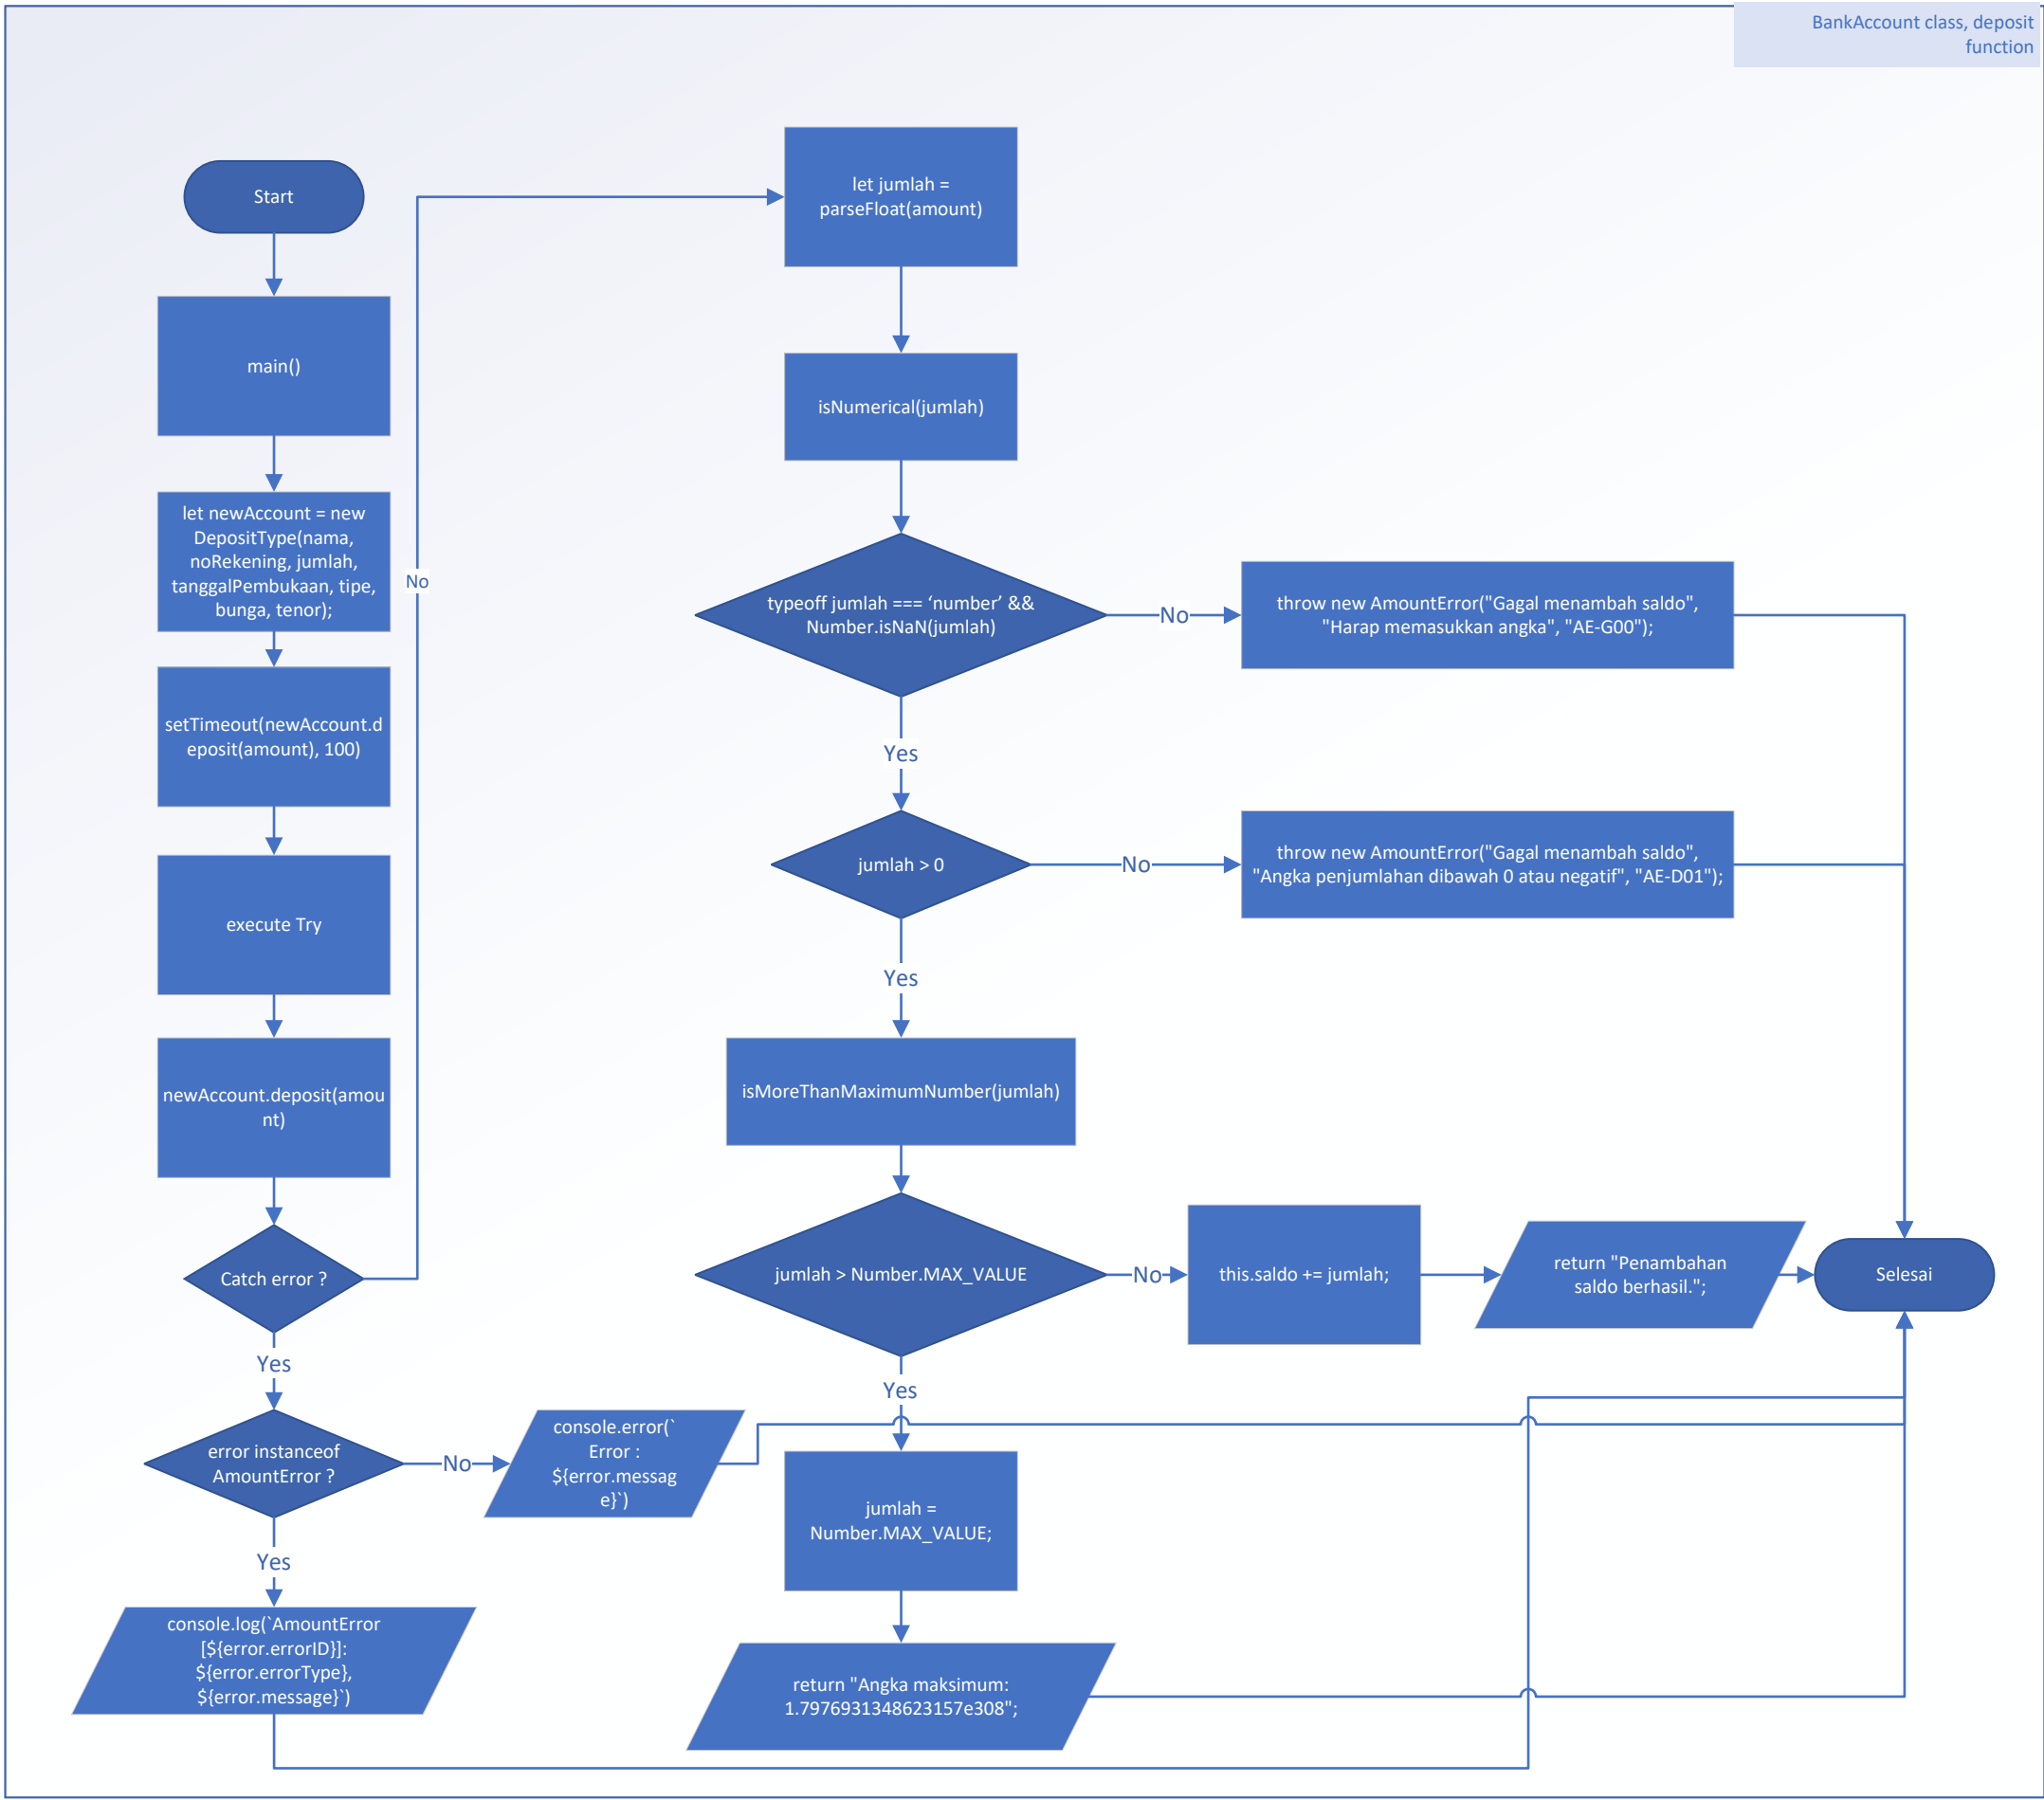 BankAccount class, deposit
function
Start
main()
let newAccount = new
DepositType(nama,
noRekening, jumlah,
tanggalPembukaan, tipe,
bunga, tenor);
setTimeout(newAccount.d
eposit(amount), 100)
execute Try
newAccount.deposit(amou
nt)
Catch error ?
No
Yes
error instanceof
AmountError ?
No
console.error(`
Error :
${error.messag
e}`)
Yes
console.log(`AmountError
[${error.errorID}]:
${error.errorType},
${error.message}`)
let jumlah =
parseFloat(amount)
isNumerical(jumlah)
typeoff jumlah === ‘number’ &&
Number.isNaN(jumlah)
No
throw new AmountError("Gagal menambah saldo",
"Harap memasukkan angka", "AE-G00");
Yes
jumlah > 0
No
throw new AmountError("Gagal menambah saldo",
"Angka penjumlahan dibawah 0 atau negatif", "AE-D01");
Yes
isMoreThanMaximumNumber(jumlah)
jumlah > Number.MAX_VALUE
No
this.saldo += jumlah;
return "Penambahan
saldo berhasil.";
Selesai
Yes
jumlah =
Number.MAX_VALUE;
return "Angka maksimum:
1.7976931348623157e308";